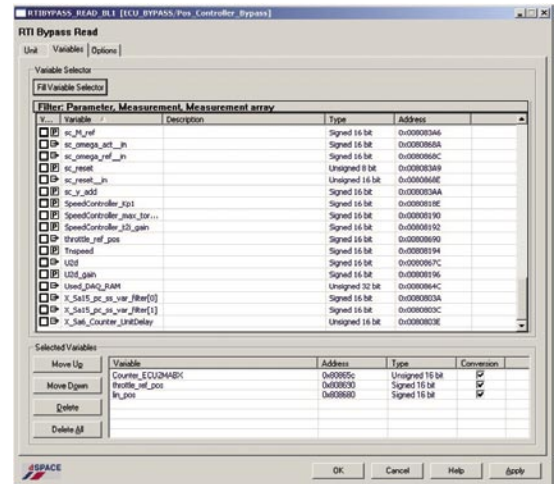 RTIBYPASS_READ_BL1 [ECU_BYPASS/Pos_Controller_Bypass]
RTI Bypass Read
Unit Variables Options
Variable Selector
Fill Variable Selector
Filter: Parameter, Measurement, Measurement array
V... Variable Description Type Address
P sc_M_ref Signed 16 bit 0x008083A6
sc_omega_act__in Signed 16 bit 0x0080868A
sc_omega_ref__in Signed 16 bit 0x0080868C
P sc_reset Unsigned 8 bit 0x008083A9
sc_reset__in Unsigned 16 bit 0x0080868E
P sc_y_add Signed 16 bit 0x008083AA
P SpeedController_Kp1 Signed 16 bit 0x0080818E
P SpeedController_max_tor... Signed 16 bit 0x00808190
P SpeedController_t2i_gain Signed 16 bit 0x00808192
throttle_ref_pos Signed 16 bit 0x00808690
P Tnspeed Signed 16 bit 0x00808194
U2d Signed 16 bit 0x0080867C
P U2d_gain Signed 16 bit 0x00808196
Used_DAQ_RAM Unsigned 32 bit 0x0080864C
X_Sa15_pc_ss_var_filter[0] Signed 16 bit 0x0080803A
X_Sa15_pc_ss_var_filter[1] Signed 16 bit 0x0080803C
X_Sa6_Counter_UnitDelay Unsigned 16 bit 0x0080803E
Selected Variables
Move Up
Move Down
Delete
Delete All
Variable Address Type Conversion
Counter_ECU2MABX 0x80865c Unsigned 16 bit
throttle_ref_pos 0x808690 Signed 16 bit
lin_pos 0x808680 Signed 16 bit
dSPACE
OK Cancel Help Apply